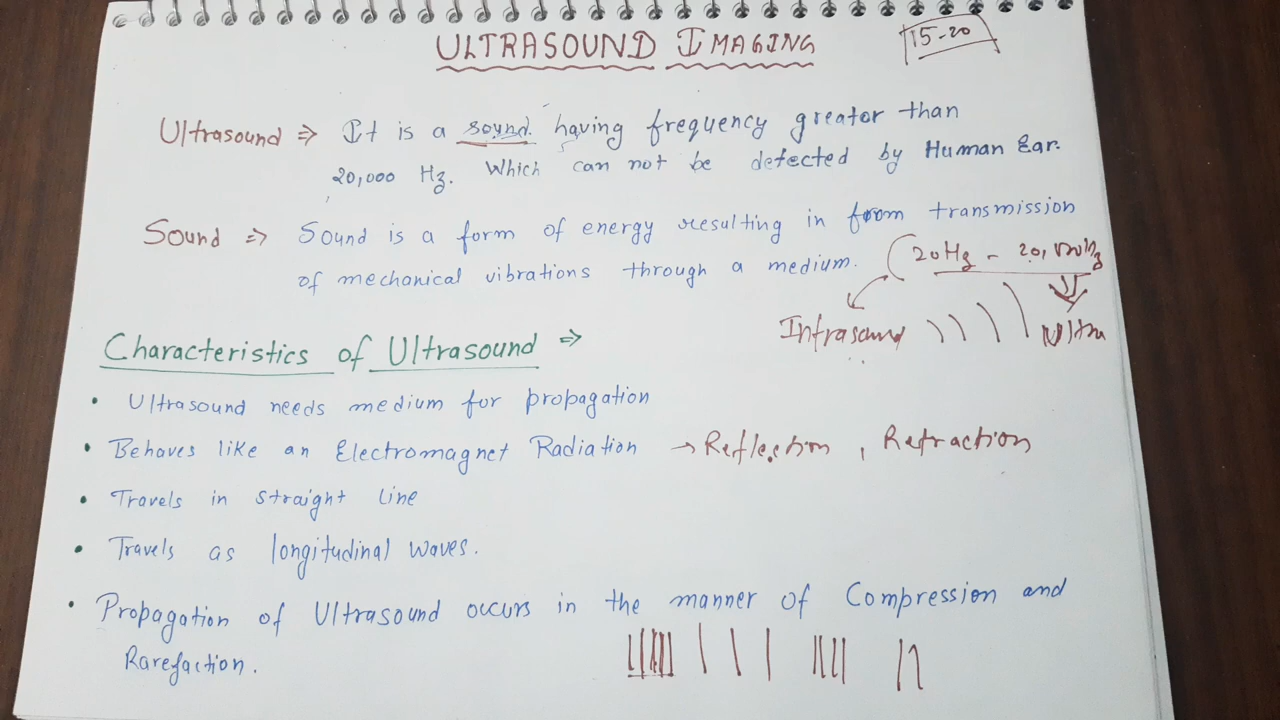 ULTRASOUND IMAGING
15-20
Ultrasound ⇒ It is a sound having frequency greater than
20,000 Hz. Which can not be detected by Human Ear.
Sound ⇒ Sound is a form of energy resulting in from transmission
of mechanical vibrations through a medium.
(20Hz - 20,000Hz
Infrasound
Ultra
Characteristics of Ultrasound ⇒
• Ultrasound needs medium for propagation
• Behaves like an Electromagnet Radiation → Reflection, Refraction
• Travels in straight Line
• Travels as longitudinal waves.
• Propagation of Ultrasound occurs in the manner of Compression and
Rarefaction.